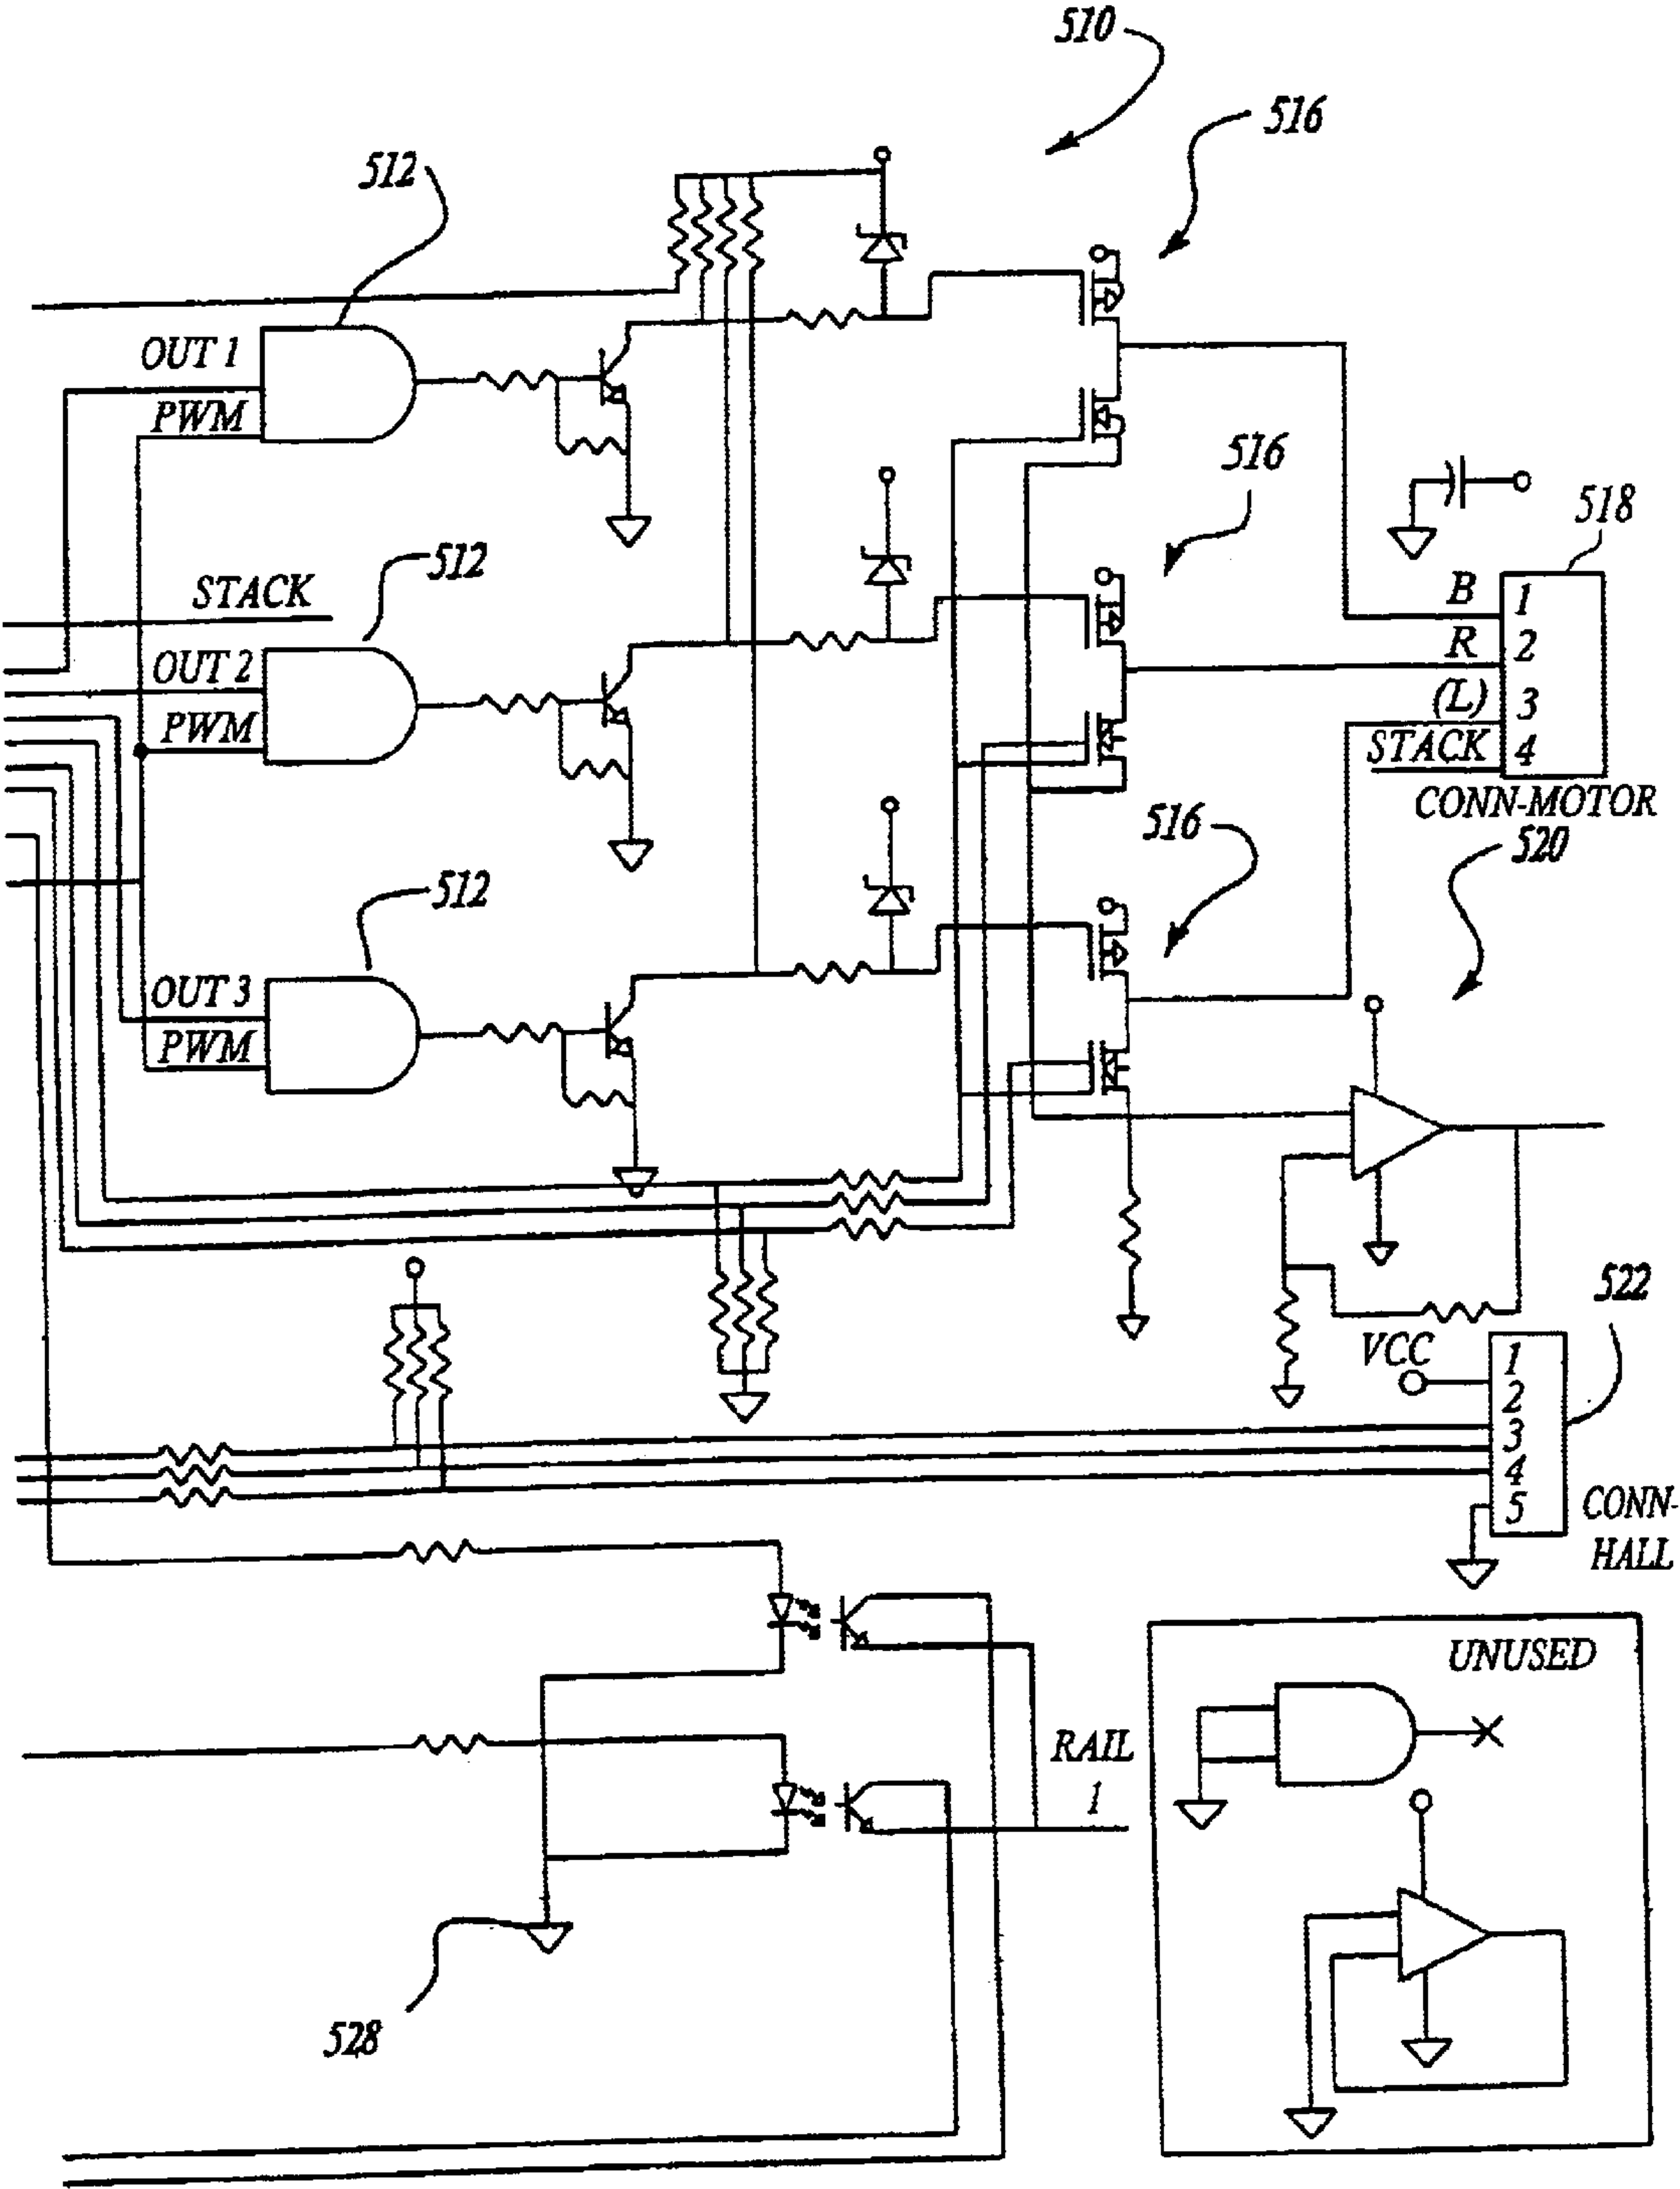 510
516
512
OUT 1
PWM
516
518
512
STACK
B
1
R
2
OUT 2
(L)
3
PWM
STACK
4
CONN-MOTOR
516
520
512
OUT 3
PWM
522
VCC
1
2
3
4
5
CONN-
HALL
UNUSED
RAIL
1
528